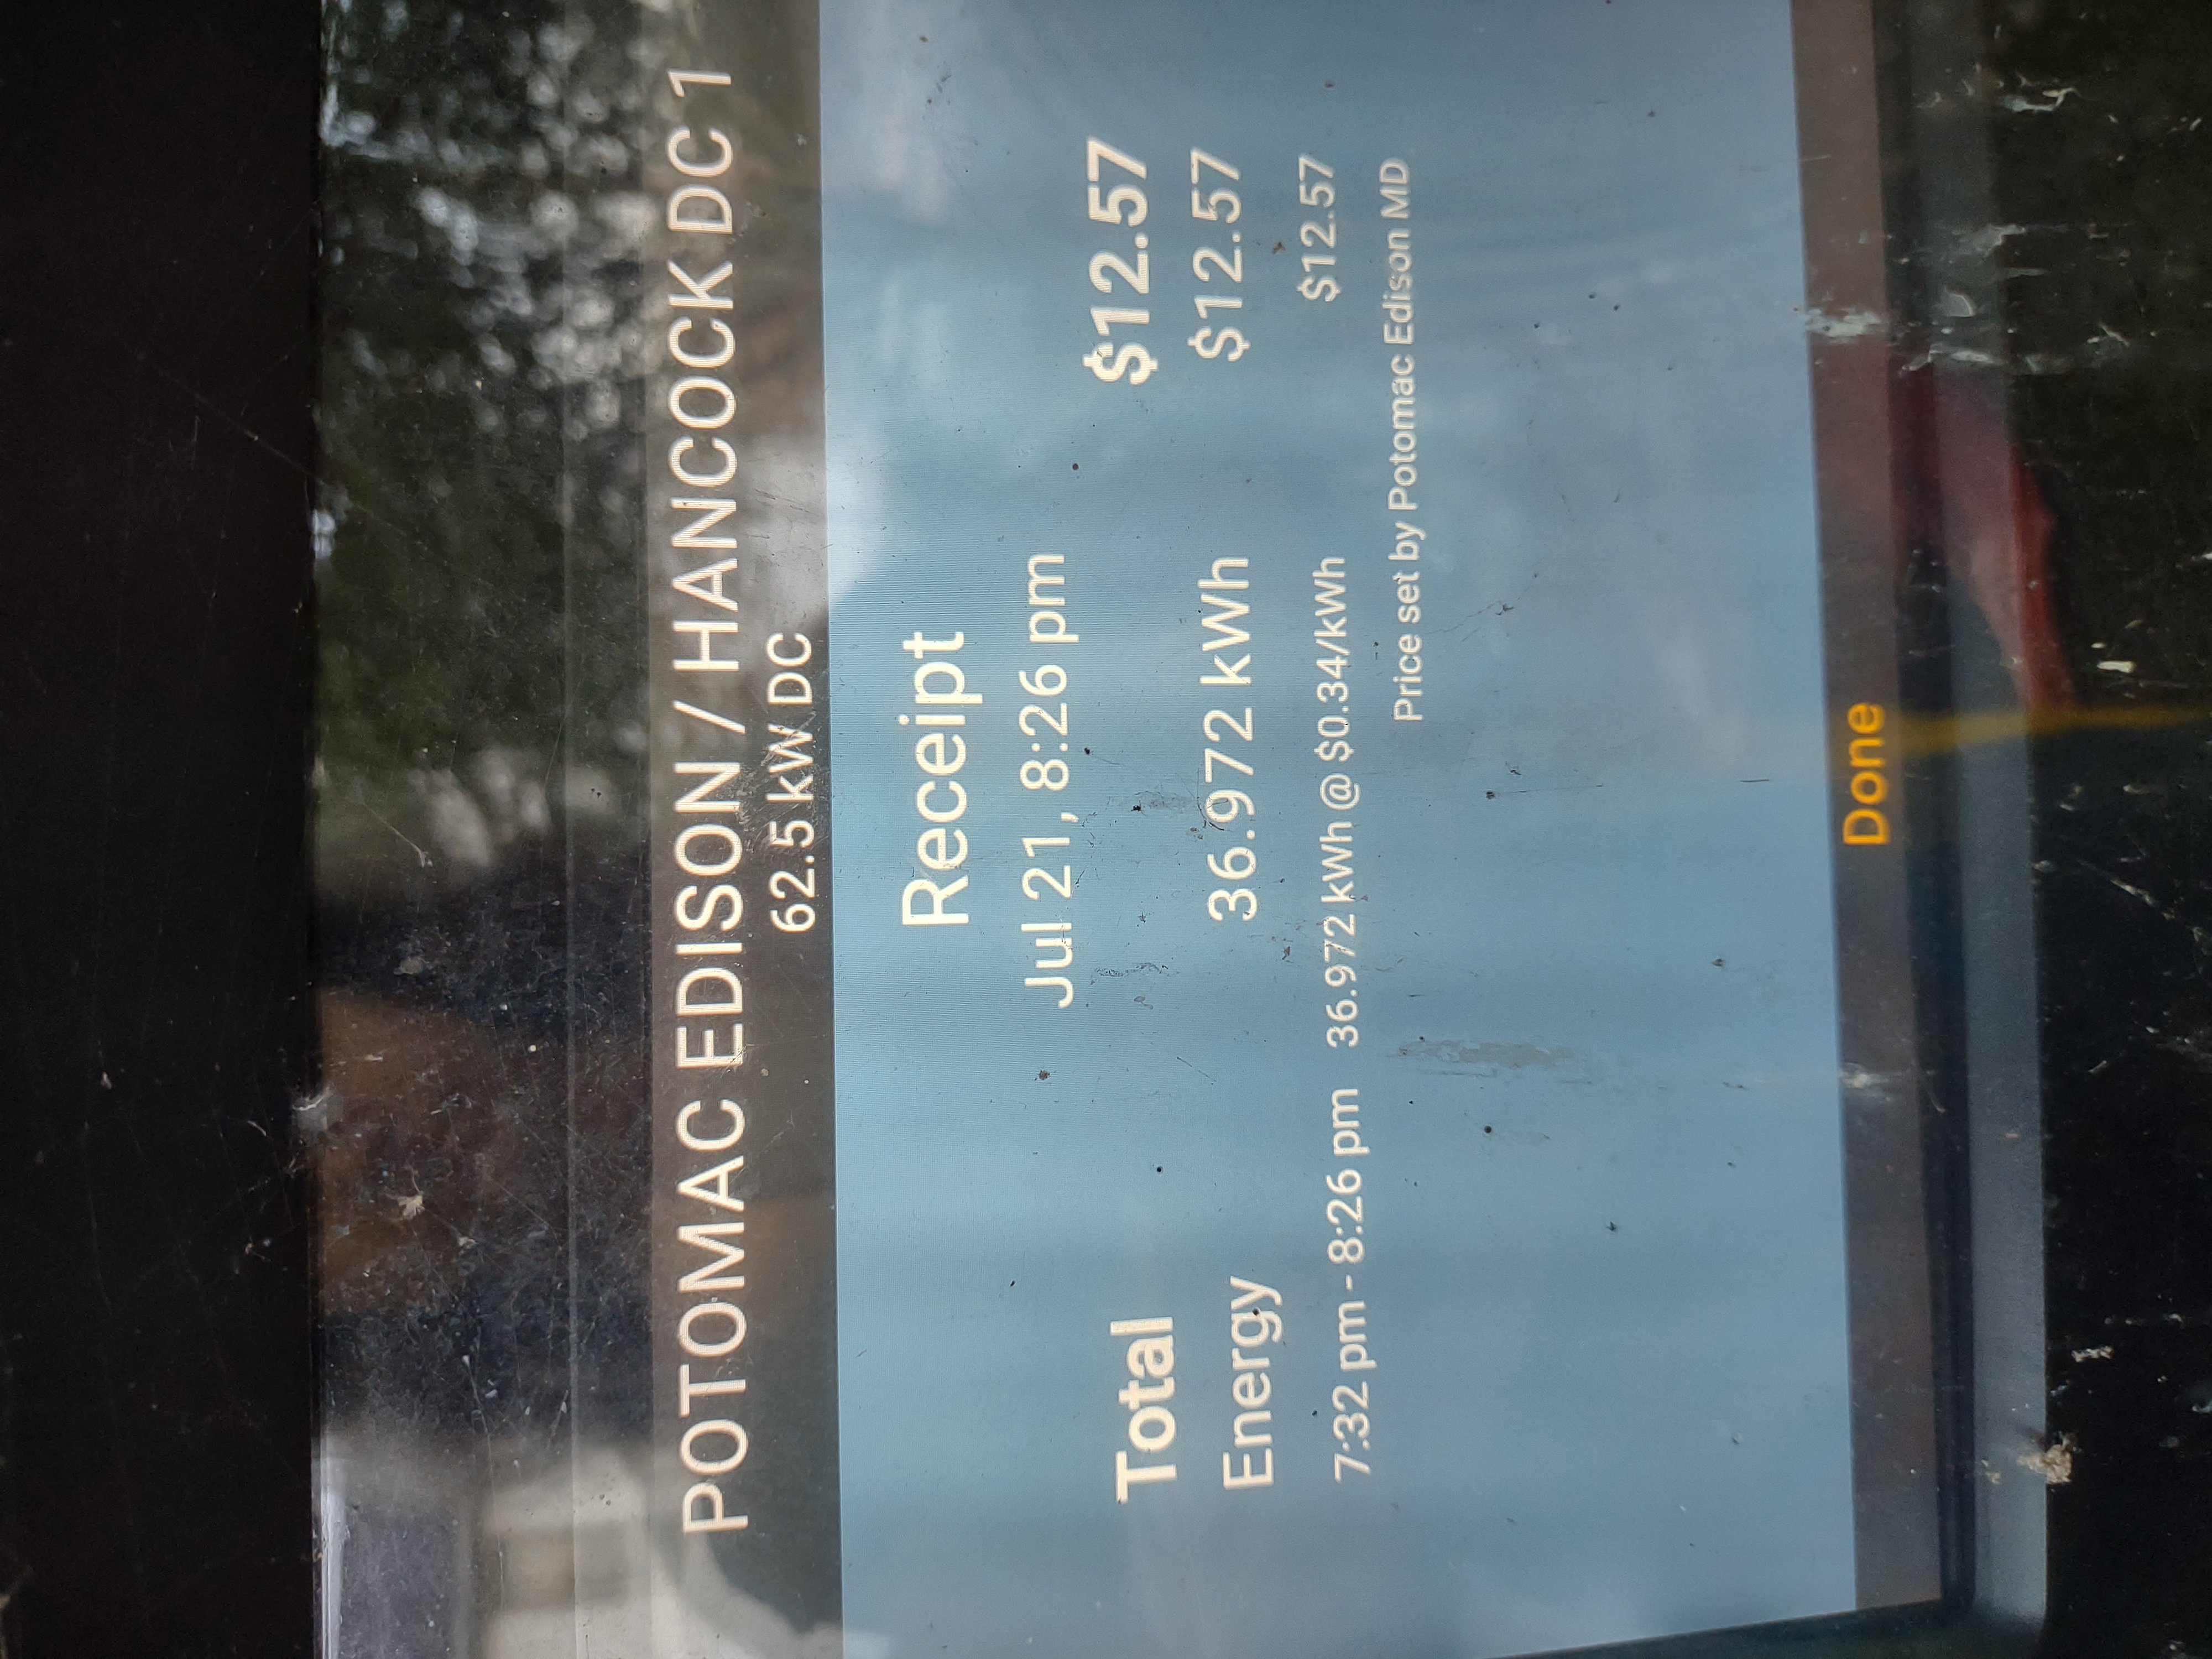 POTOMAC EDISON / HANCOCK DC 1
62.5 kW DC
Receipt
Jul 21, 8:26 pm
Total $12.57
Energy 36.972 kWh $12.57
7:32 pm - 8:26 pm 36.972 kWh @ $0.34/kWh $12.57
Price set by Potomac Edison MD
Done